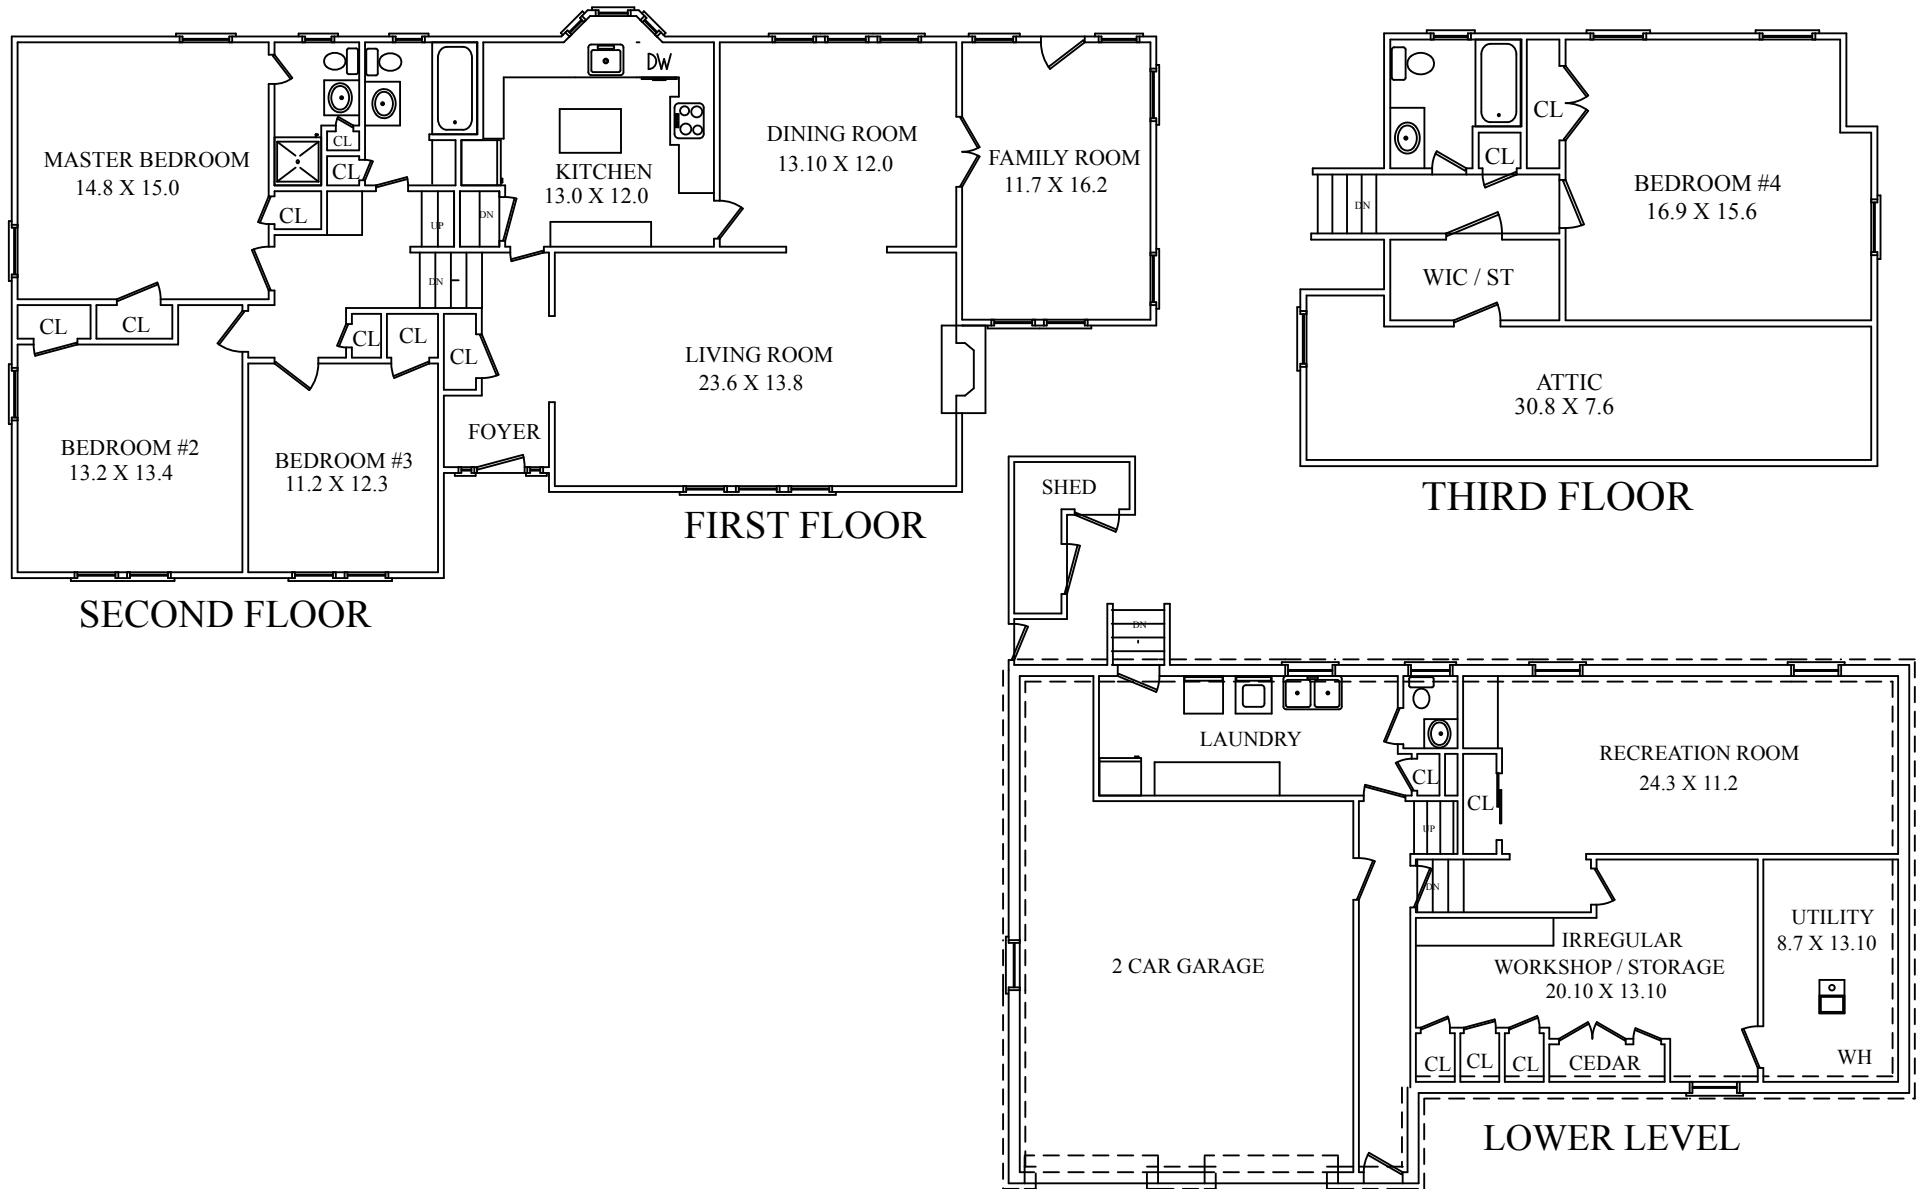 MASTER BEDROOM
14.8 X 15.0
CL
CL
CL
CL
CL
BEDROOM #2
13.2 X 13.4
BEDROOM #3
11.2 X 12.3
CL
CL
UP
DN
SECOND FLOOR
DW
KITCHEN
13.0 X 12.0
DN
DINING ROOM
13.10 X 12.0
FAMILY ROOM
11.7 X 16.2
LIVING ROOM
23.6 X 13.8
CL
FOYER
FIRST FLOOR
CL
CL
DN
BEDROOM #4
16.9 X 15.6
WIC / ST
ATTIC
30.8 X 7.6
THIRD FLOOR
SHED
DN
LAUNDRY
CL
CL
UP
DN
RECREATION ROOM
24.3 X 11.2
2 CAR GARAGE
IRREGULAR
WORKSHOP / STORAGE
20.10 X 13.10
UTILITY
8.7 X 13.10
WH
CL
CL
CL
CEDAR
LOWER LEVEL